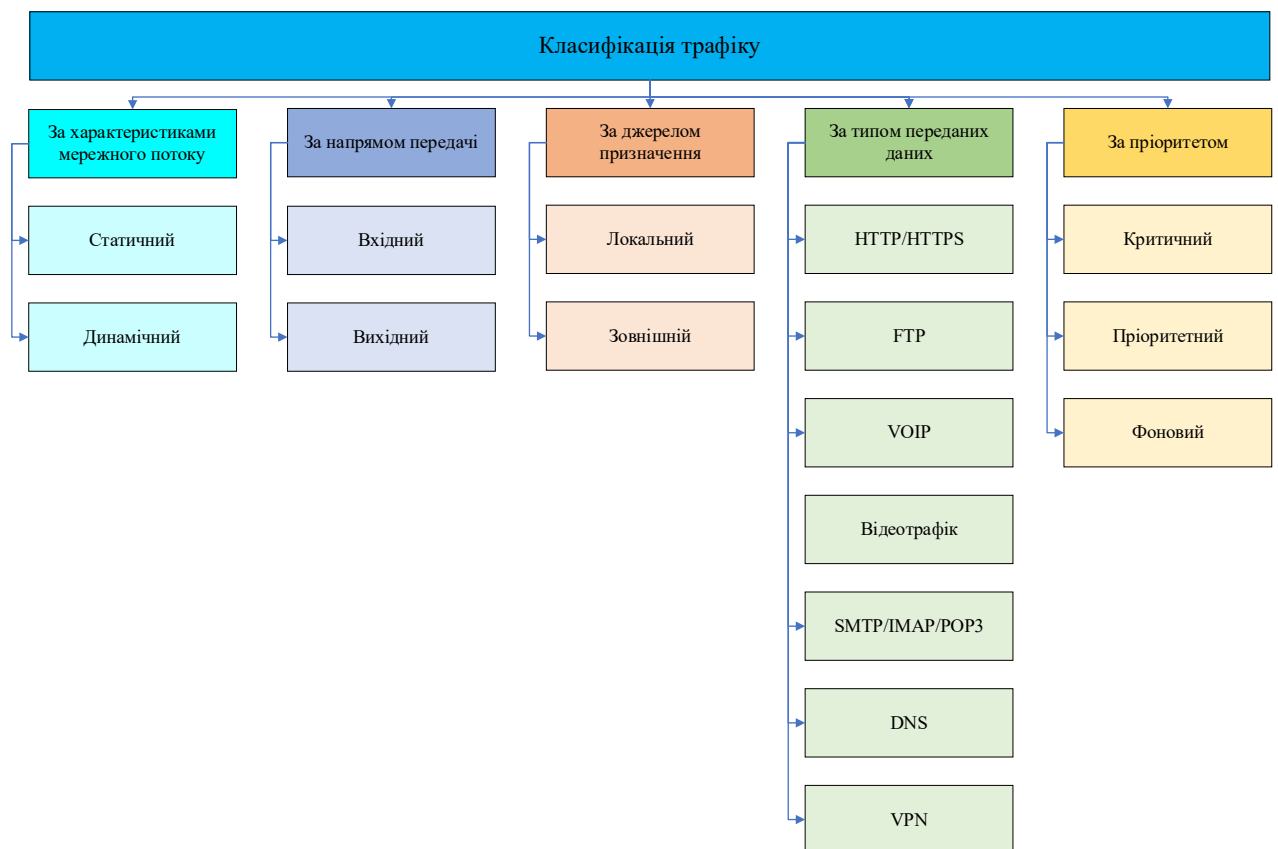 Класифікація трафіку
За характеристиками
мережного потоку
Статичний
Динамічний
За напрямом передачі
Вхідний
Вихідний
За джерелом
призначення
Локальний
Зовнішній
За типом переданих
даних
HTTP/HTTPS
FTP
VOIP
Відеотрафік
SMTP/IMAP/POP3
DNS
VPN
За пріоритетом
Критичний
Пріоритетний
Фоновий